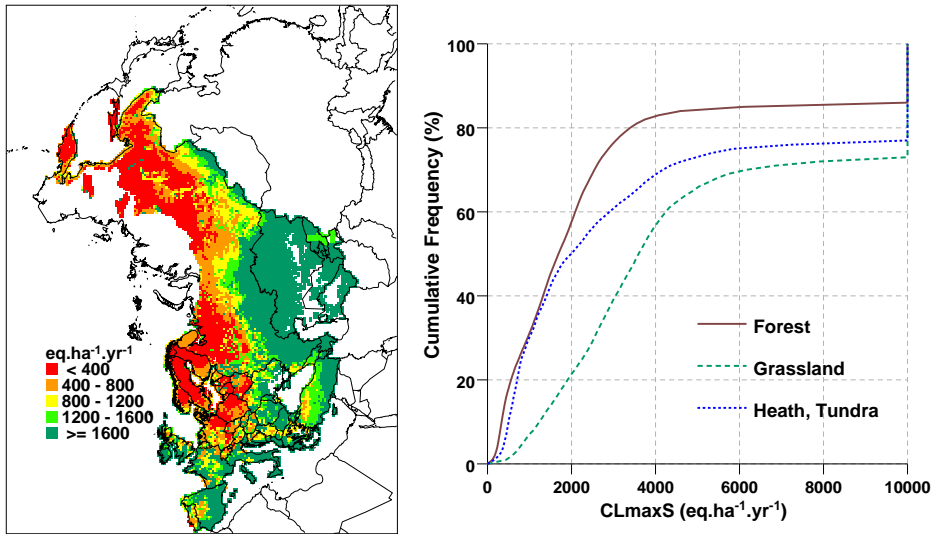 eq.ha⁻¹.yr⁻¹
< 400
400 - 800
800 - 1200
1200 - 1600
>= 1600
Cumulative Frequency (%)
100
80
60
40
20
0
Forest
Grassland
Heath, Tundra
0 2000 4000 6000 8000 10000
CLmaxS (eq.ha⁻¹.yr⁻¹)